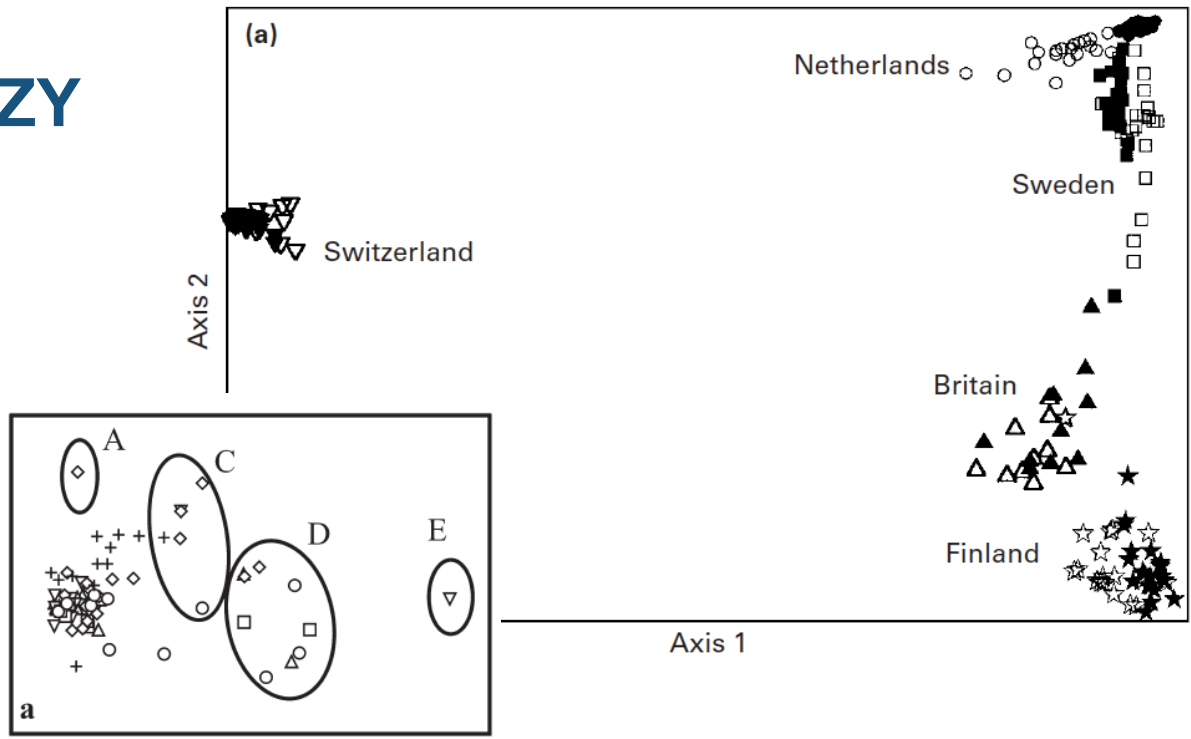 ZY
(a)
Netherlands
Sweden
Switzerland
Axis 2
Britain
Finland
Axis 1
A
C
D
E
a